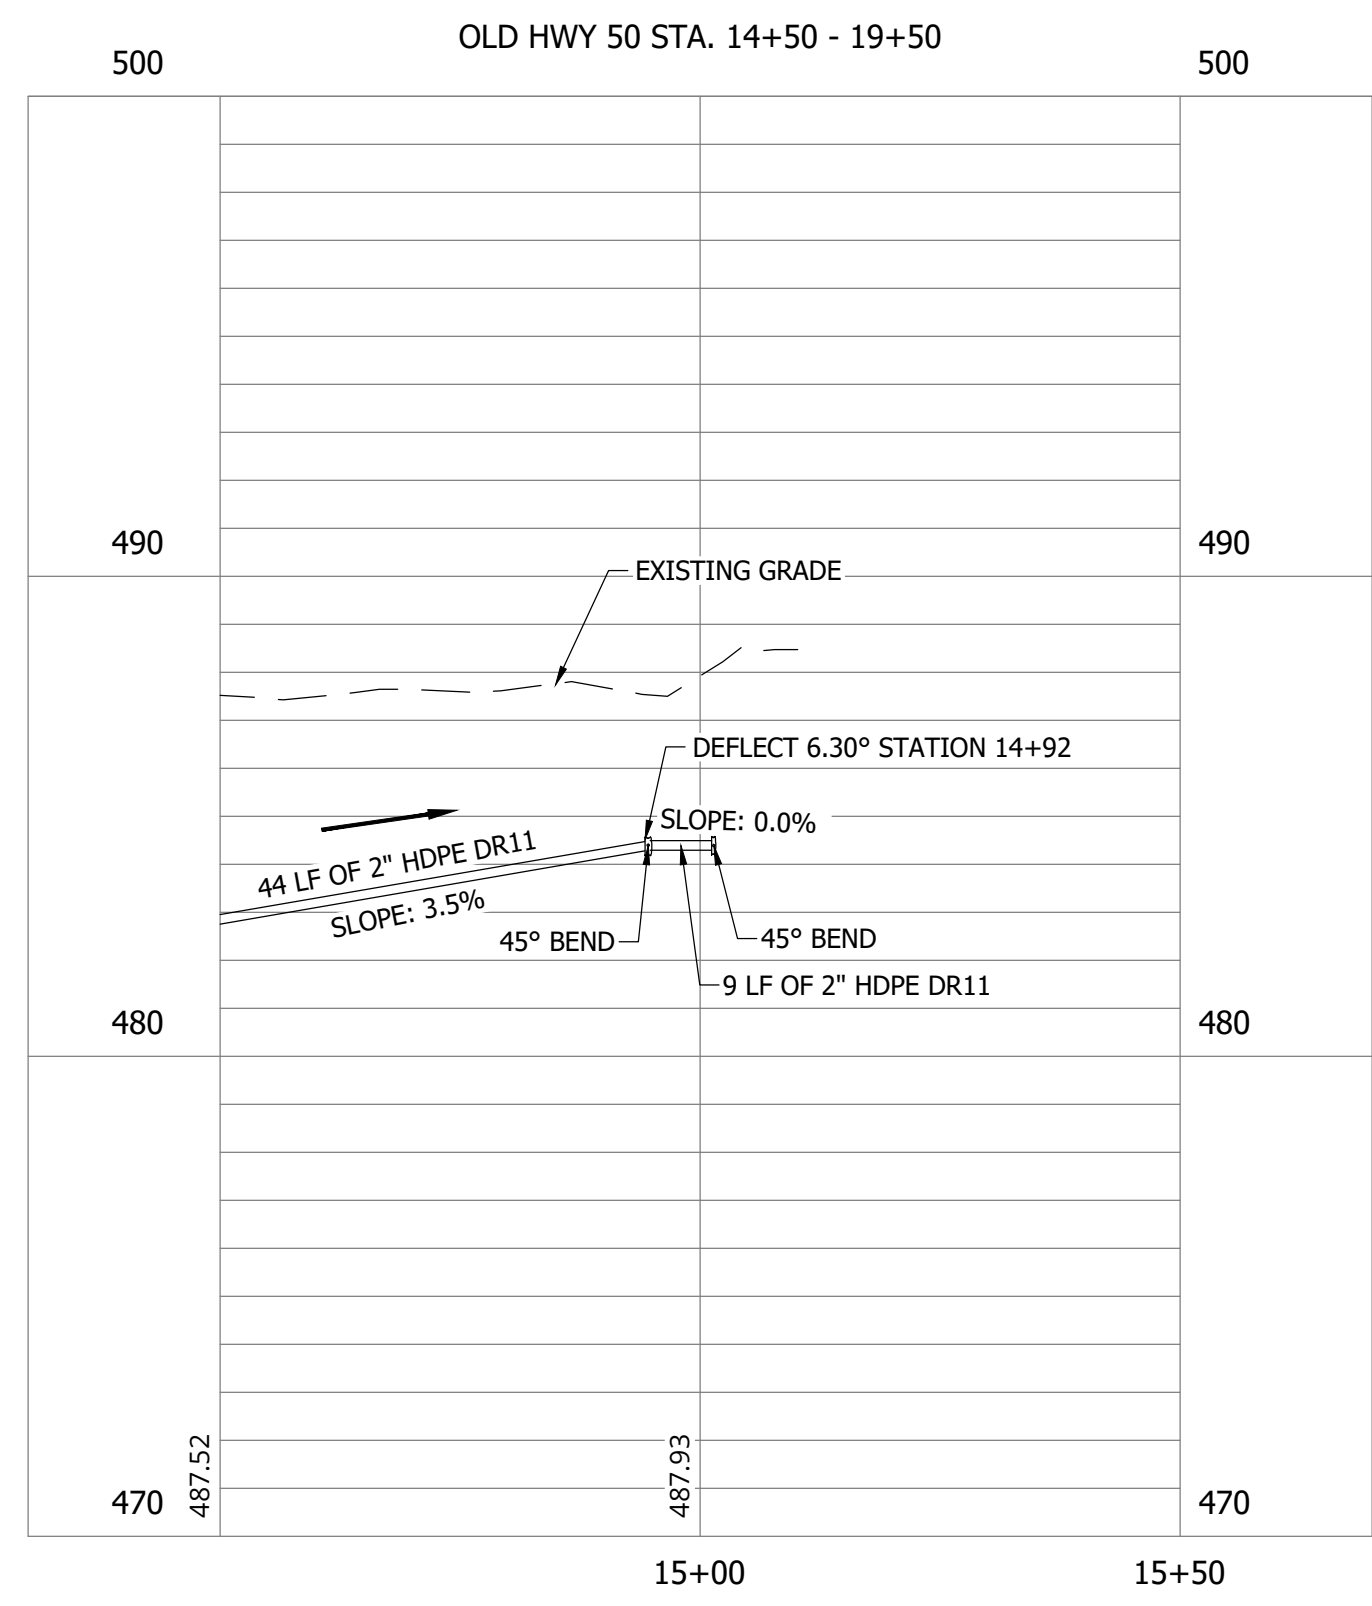 OLD HWY 50 STA. 14+50 - 19+50
500
500
490
490
EXISTING GRADE
DEFLECT 6.30° STATION 14+92
SLOPE: 0.0%
44 LF OF 2" HDPE DR11
SLOPE: 3.5%
45° BEND
45° BEND
9 LF OF 2" HDPE DR11
480
480
487.52
487.93
470
470
15+00
15+50